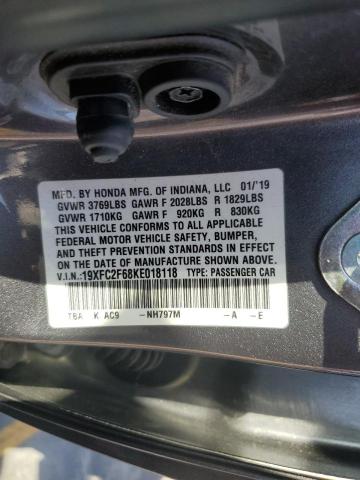 MFD. BY HONDA MFG. OF INDIANA, LLC 01/'19
GVWR 3769LBS GAWR F 2028LBS R 1829LBS
GVWR 1710KG GAWR F 920KG R 830KG
THIS VEHICLE CONFORMS TO ALL APPLICABLE
FEDERAL MOTOR VEHICLE SAFETY, BUMPER,
AND THEFT PREVENTION STANDARDS IN EFFECT
ON THE DATE OF MANUFACTURE SHOWN ABOVE.
V.I.N.:19XFC2F68KE018118 TYPE: PASSENGER CAR
TBA K AC9 -NH797M -A -E